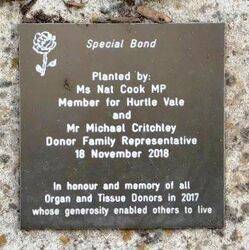 Special Bond
Planted by:
Ms Nat Cook MP
Member for Hurtle Vale
and
Mr Michael Critchley
Donor Family Representative
18 November 2018
In honour and memory of all
Organ and Tissue Donors in 2017
whose generosity enabled others to live